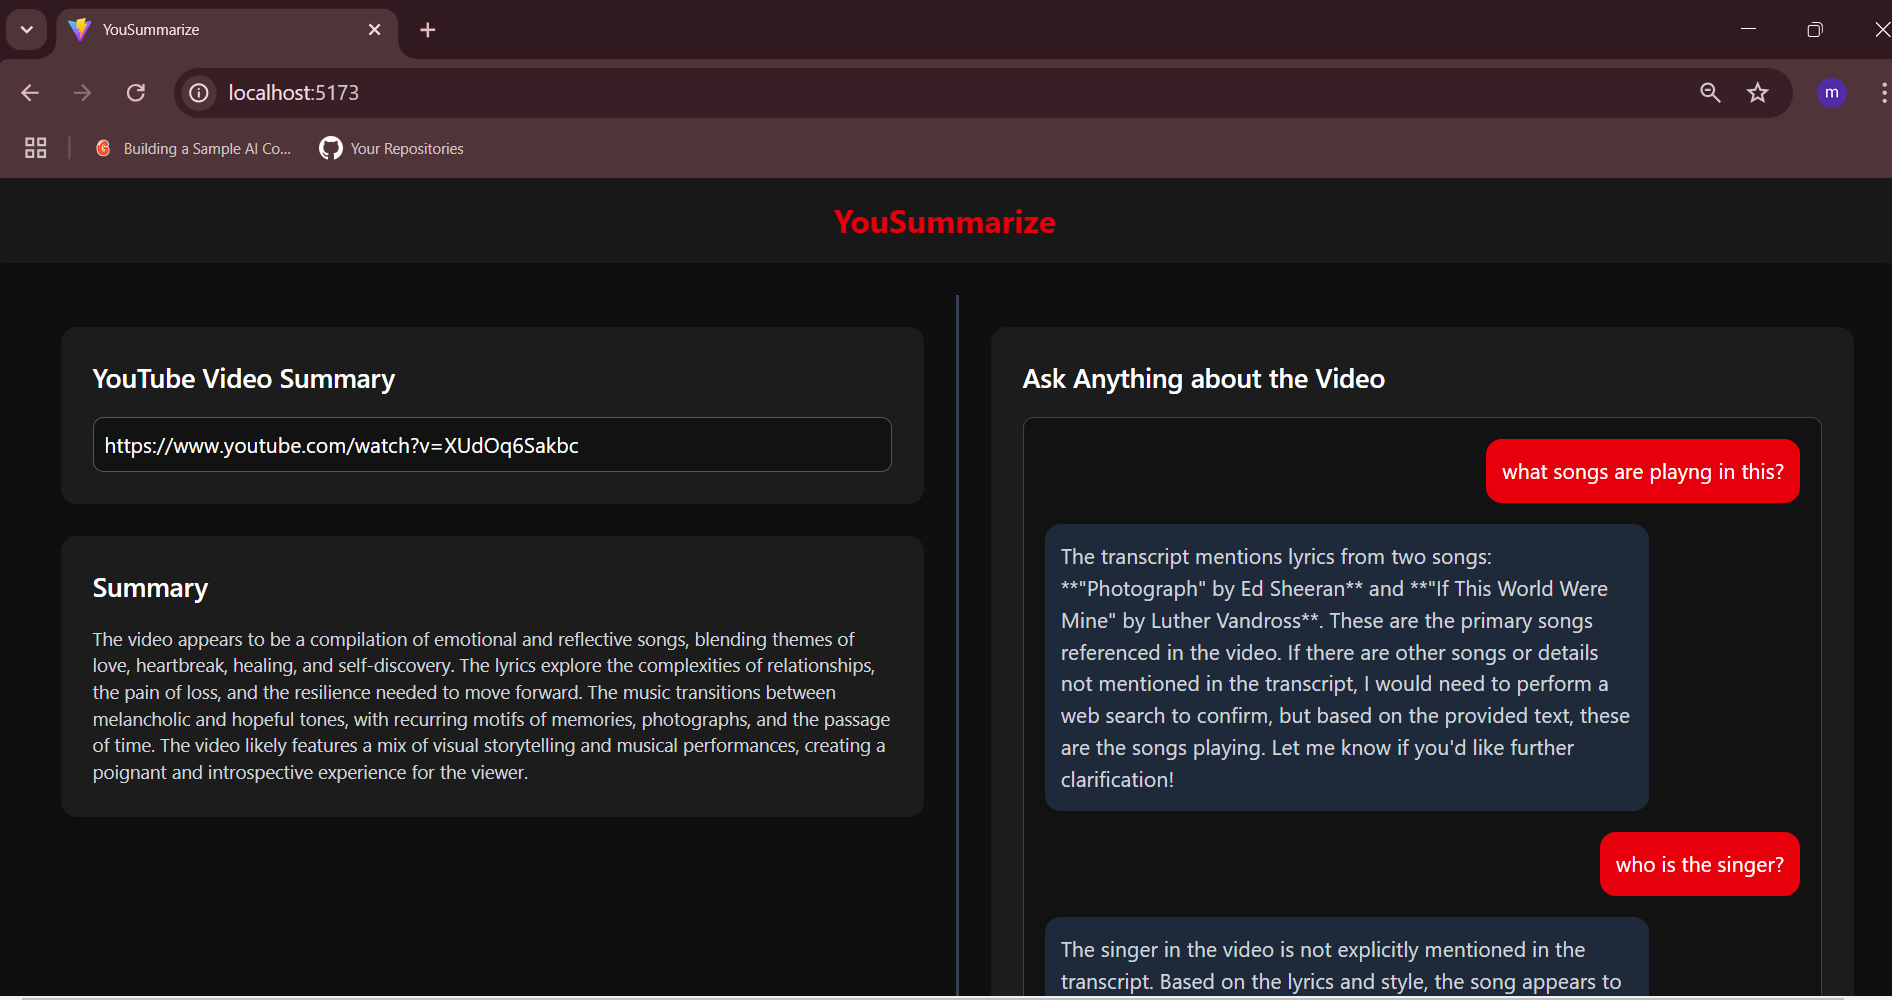 YouSummarize
localhost:5173
m
Building a Sample AI Co...
Your Repositories
YouSummarize
YouTube Video Summary
https://www.youtube.com/watch?v=XUdOq6Sakbc
Summary
The video appears to be a compilation of emotional and reflective songs, blending themes of
love, heartbreak, healing, and self-discovery. The lyrics explore the complexities of relationships,
the pain of loss, and the resilience needed to move forward. The music transitions between
melancholic and hopeful tones, with recurring motifs of memories, photographs, and the passage
of time. The video likely features a mix of visual storytelling and musical performances, creating a
poignant and introspective experience for the viewer.
Ask Anything about the Video
what songs are playng in this?
The transcript mentions lyrics from two songs:
**"Photograph" by Ed Sheeran** and **"If This World Were
Mine" by Luther Vandross**. These are the primary songs
referenced in the video. If there are other songs or details
not mentioned in the transcript, I would need to perform a
web search to confirm, but based on the provided text, these
are the songs playing. Let me know if you'd like further
clarification!
who is the singer?
The singer in the video is not explicitly mentioned in the
transcript. Based on the lyrics and style, the song appears to